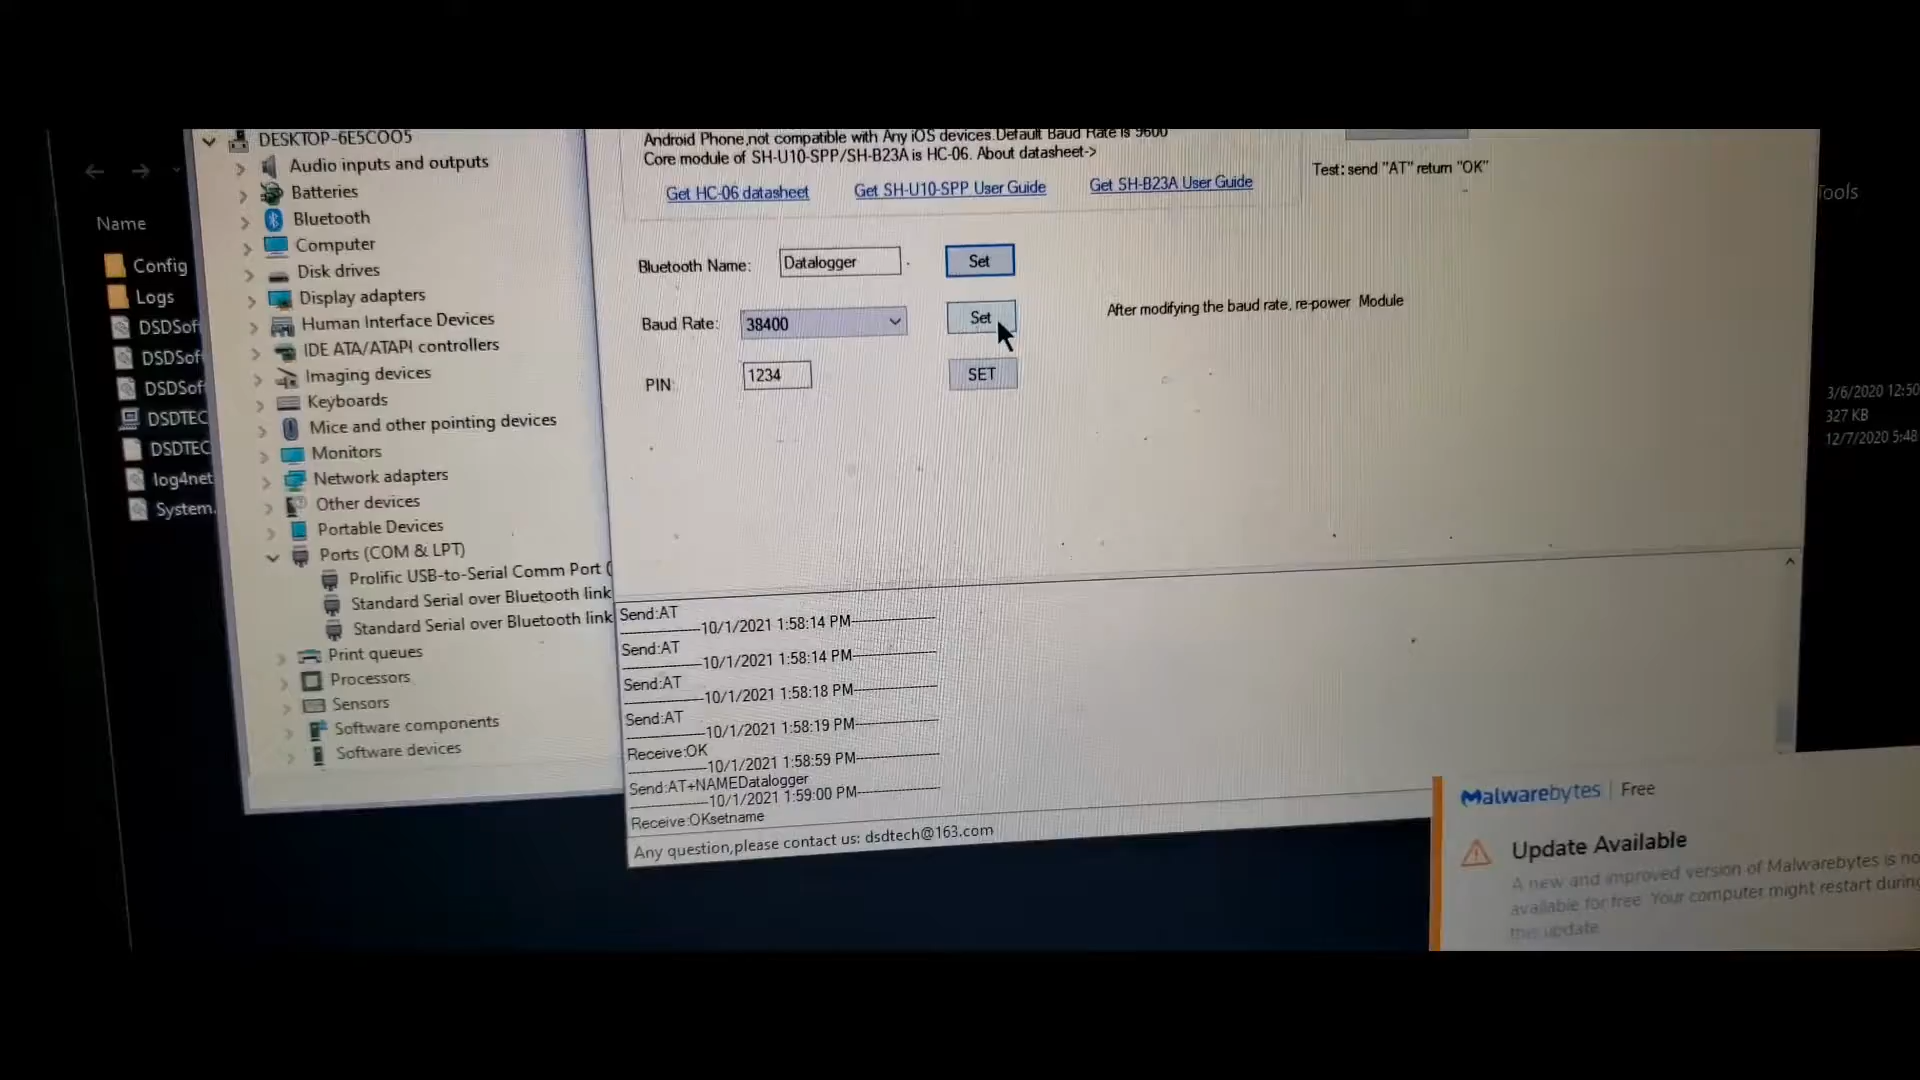 DESKTOP-6E5COO5
Audio inputs and outputs
Batteries
Bluetooth
Computer
Disk drives
Display adapters
Human Interface Devices
IDE ATA/ATAPI controllers
Imaging devices
Keyboards
Mice and other pointing devices
Monitors
Network adapters
Other devices
Portable Devices
Ports (COM & LPT)
Prolific USB-to-Serial Comm Port (
Standard Serial over Bluetooth link
Standard Serial over Bluetooth link
Print queues
Processors
Sensors
Software components
Software devices
Name
Config
Logs
DSDSof
DSDSof
DSDSof
DSDTEC
DSDTEC
log4net
System.
Android Phone,not compatible with Any iOS devices.Default Baud Rate is 9600
Core module of SH-U10-SPP/SH-B23A is HC-06. About datasheet->
Get HC-06 datasheet
Get SH-U10-SPP User Guide
Get SH-B23A User Guide
Test: send "AT" return "OK"
Bluetooth Name:
Datalogger
Set
Baud Rate:
38400
Set
After modifying the baud rate, re-power Module
PIN:
1234
SET
Send:AT
10/1/2021 1:58:14 PM
Send:AT
10/1/2021 1:58:14 PM
Send:AT
10/1/2021 1:58:18 PM
Send:AT
10/1/2021 1:58:19 PM
Receive:OK
10/1/2021 1:58:59 PM
Send:AT+NAMEDatalogger
10/1/2021 1:59:00 PM
Receive:OKsetname
Any question,please contact us: dsdtech@163.com
Tools
3/6/2020 12:50
327 KB
12/7/2020 5:48
Malwarebytes | Free
Update Available
A new and improved version of Malwarebytes is no
available for free. Your computer might restart during
this update.